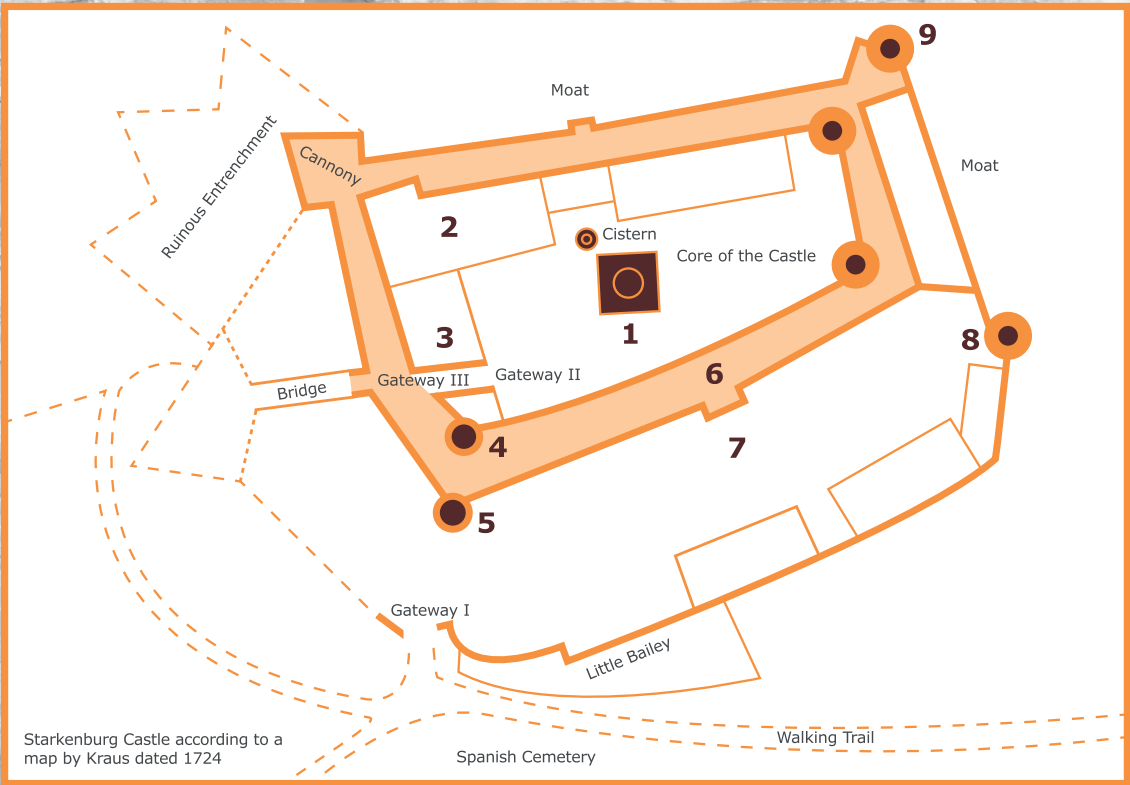 9
Moat
Cannony
Ruinous Entrenchment
Moat
2
Cistern
Core of the Castle
1
3
8
Gateway II
Gateway III
Bridge
6
4
7
5
Gateway I
Little Bailey
Walking Trail
Starkenburg Castle according to a
map by Kraus dated 1724
Spanish Cemetery